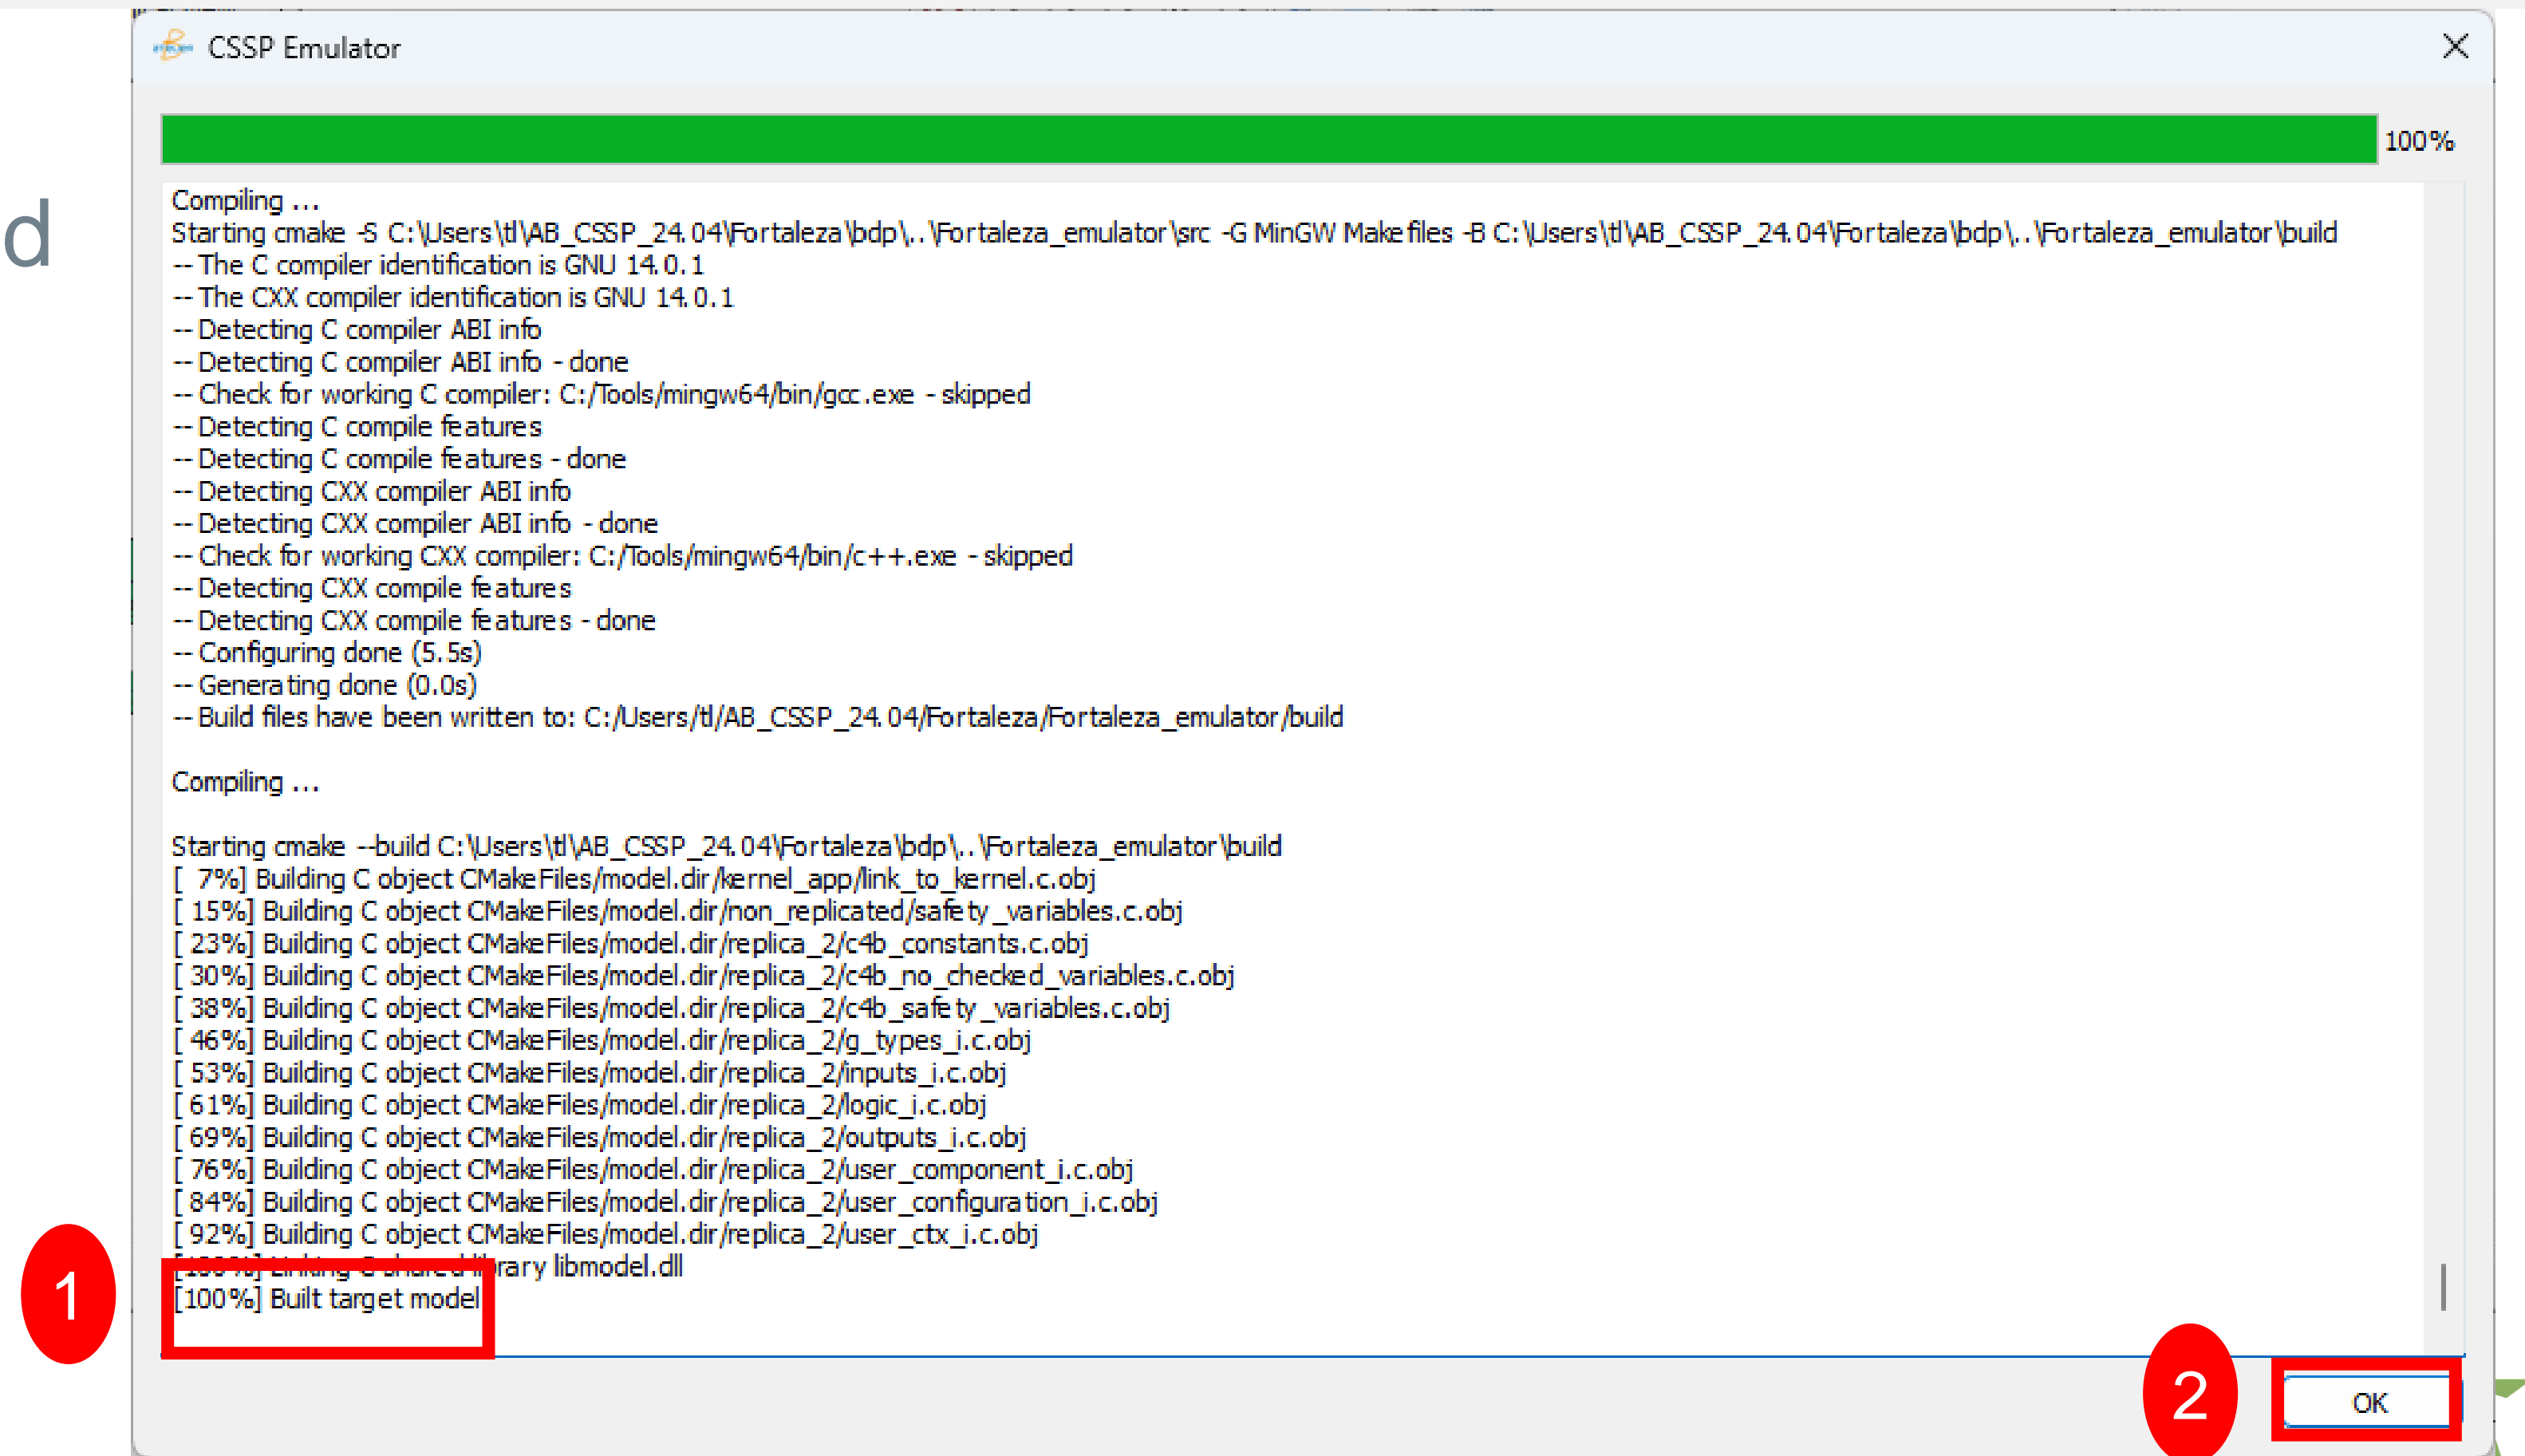 CSSP Emulator
100%
d
Compiling ...
Starting cmake -S C:\Users\tl\AB_CSSP_24.04\Fortaleza\bdp\..\Fortaleza_emulator\src -G MinGW Makefiles -B C:\Users\tl\AB_CSSP_24.04\Fortaleza\bdp\..\Fortaleza_emulator\build
-- The C compiler identification is GNU 14.0.1
-- The CXX compiler identification is GNU 14.0.1
-- Detecting C compiler ABI info
-- Detecting C compiler ABI info - done
-- Check for working C compiler: C:/Tools/mingw64/bin/gcc.exe - skipped
-- Detecting C compile features
-- Detecting C compile features - done
-- Detecting CXX compiler ABI info
-- Detecting CXX compiler ABI info - done
-- Check for working CXX compiler: C:/Tools/mingw64/bin/c++.exe - skipped
-- Detecting CXX compile features
-- Detecting CXX compile features - done
-- Configuring done (5.5s)
-- Generating done (0.0s)
-- Build files have been written to: C:/Users/tl/AB_CSSP_24.04/Fortaleza/Fortaleza_emulator/build
Compiling ...
Starting cmake --build C:\Users\tl\AB_CSSP_24.04\Fortaleza\bdp\..\Fortaleza_emulator\build
[  7%] Building C object CMakeFiles/model.dir/kernel_app/link_to_kernel.c.obj
[ 15%] Building C object CMakeFiles/model.dir/non_replicated/safety_variables.c.obj
[ 23%] Building C object CMakeFiles/model.dir/replica_2/c4b_constants.c.obj
[ 30%] Building C object CMakeFiles/model.dir/replica_2/c4b_no_checked_variables.c.obj
[ 38%] Building C object CMakeFiles/model.dir/replica_2/c4b_safety_variables.c.obj
[ 46%] Building C object CMakeFiles/model.dir/replica_2/g_types_i.c.obj
[ 53%] Building C object CMakeFiles/model.dir/replica_2/inputs_i.c.obj
[ 61%] Building C object CMakeFiles/model.dir/replica_2/logic_i.c.obj
[ 69%] Building C object CMakeFiles/model.dir/replica_2/outputs_i.c.obj
[ 76%] Building C object CMakeFiles/model.dir/replica_2/user_component_i.c.obj
[ 84%] Building C object CMakeFiles/model.dir/replica_2/user_configuration_i.c.obj
[ 92%] Building C object CMakeFiles/model.dir/replica_2/user_ctx_i.c.obj
[100%] Linking C shared library libmodel.dll
[100%] Built target model
1
2
OK